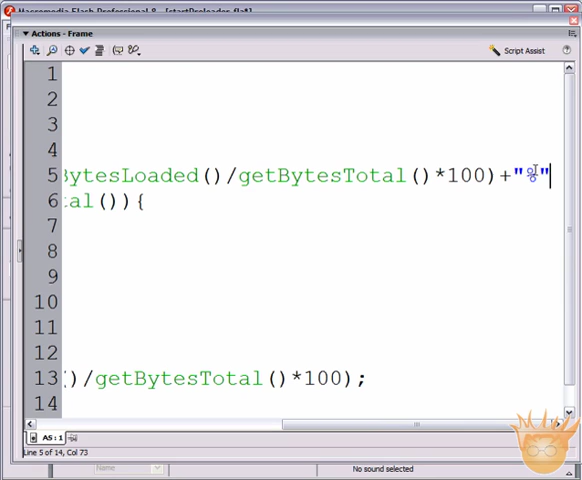 Macromedia Flash Professional 8 - [startPreloader.fla*]
Actions - Frame
Script Assist
1
2
3
4
5 BytesLoaded()/getBytesTotal()*100)+"%"
6 tal()){
7
8
9
10
11
12
13 ()/getBytesTotal()*100);
14
AS: 1
Line 5 of 14, Col 73
Name
No sound selected